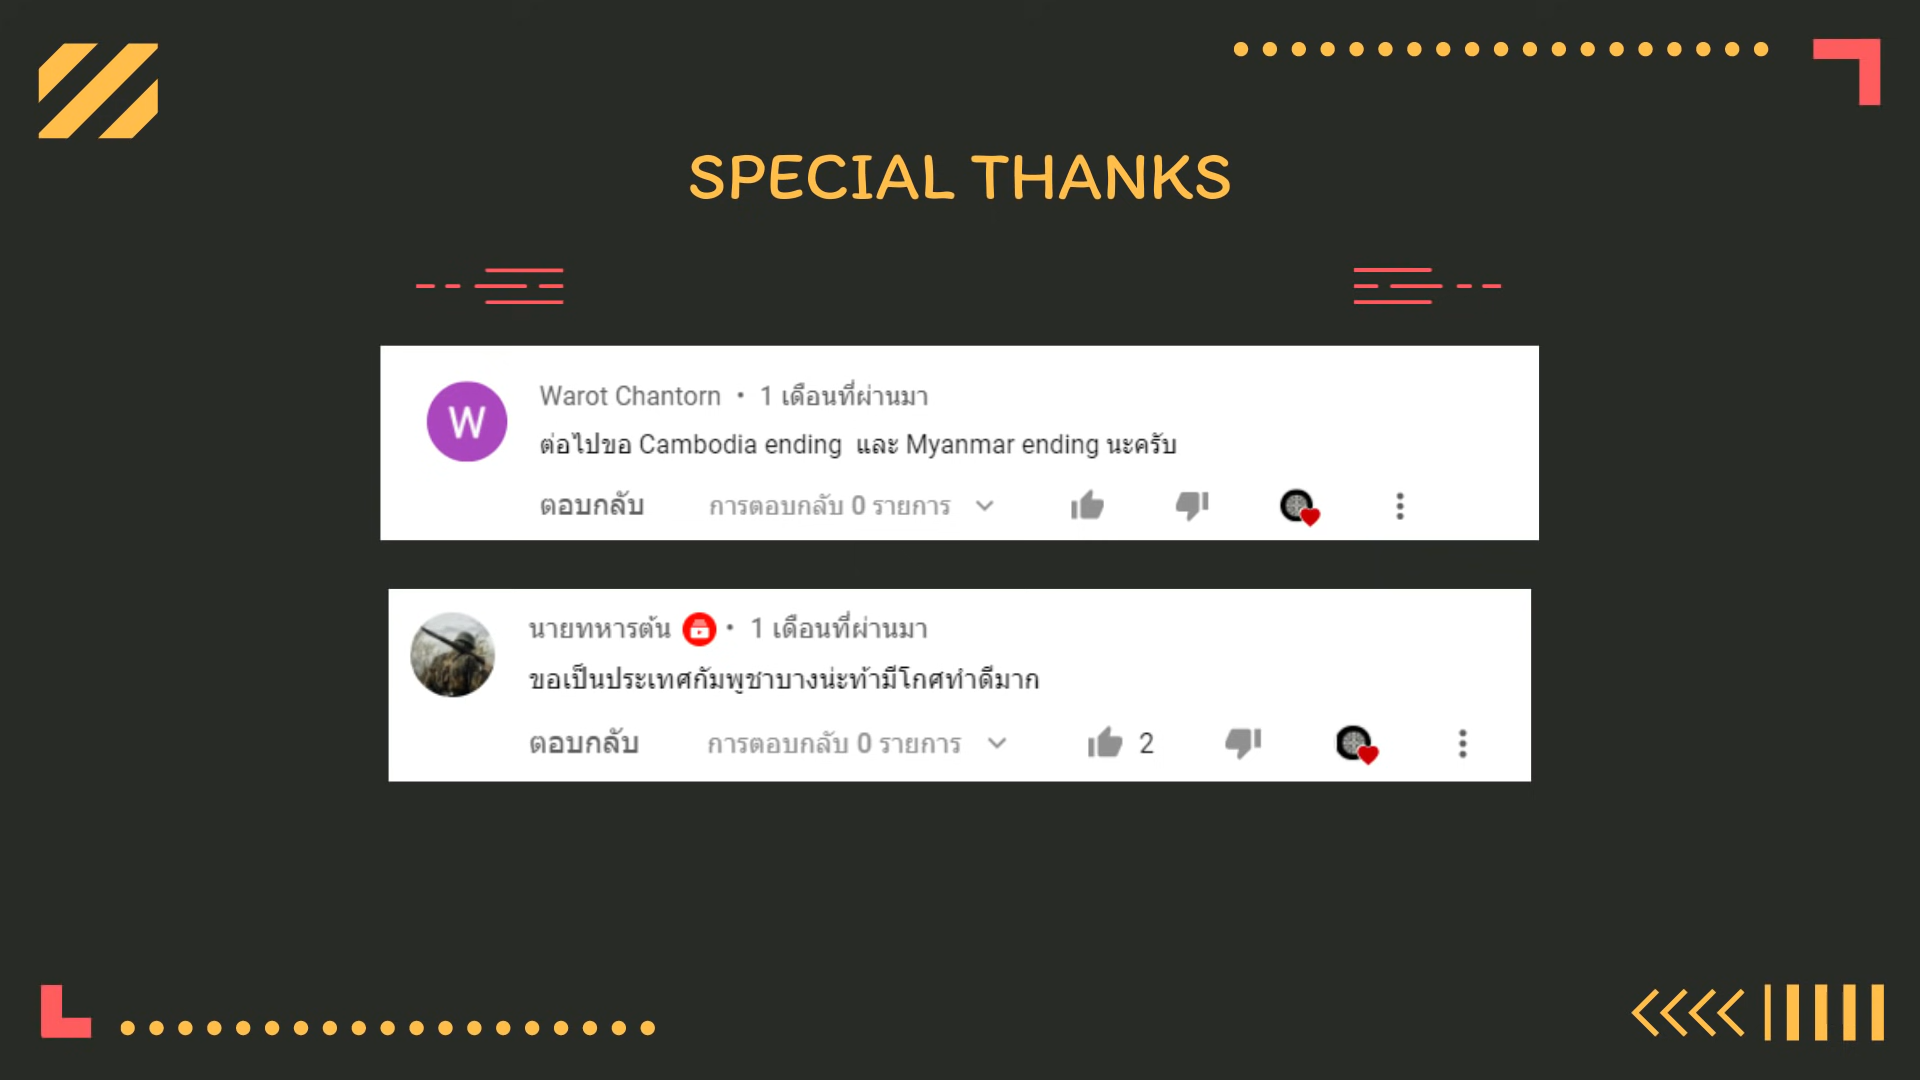 SPECIAL THANKS
W
Warot Chantorn • 1 เดือนที่ผ่านมา
ต่อไปขอ Cambodia ending และ Myanmar ending นะครับ
ตอบกลับ การตอบกลับ 0 รายการ
นายทหารต้น • 1 เดือนที่ผ่านมา
ขอเป็นประเทศกัมพูชาบางน่ะท้ามีโกศทำดีมาก
ตอบกลับ การตอบกลับ 0 รายการ 2